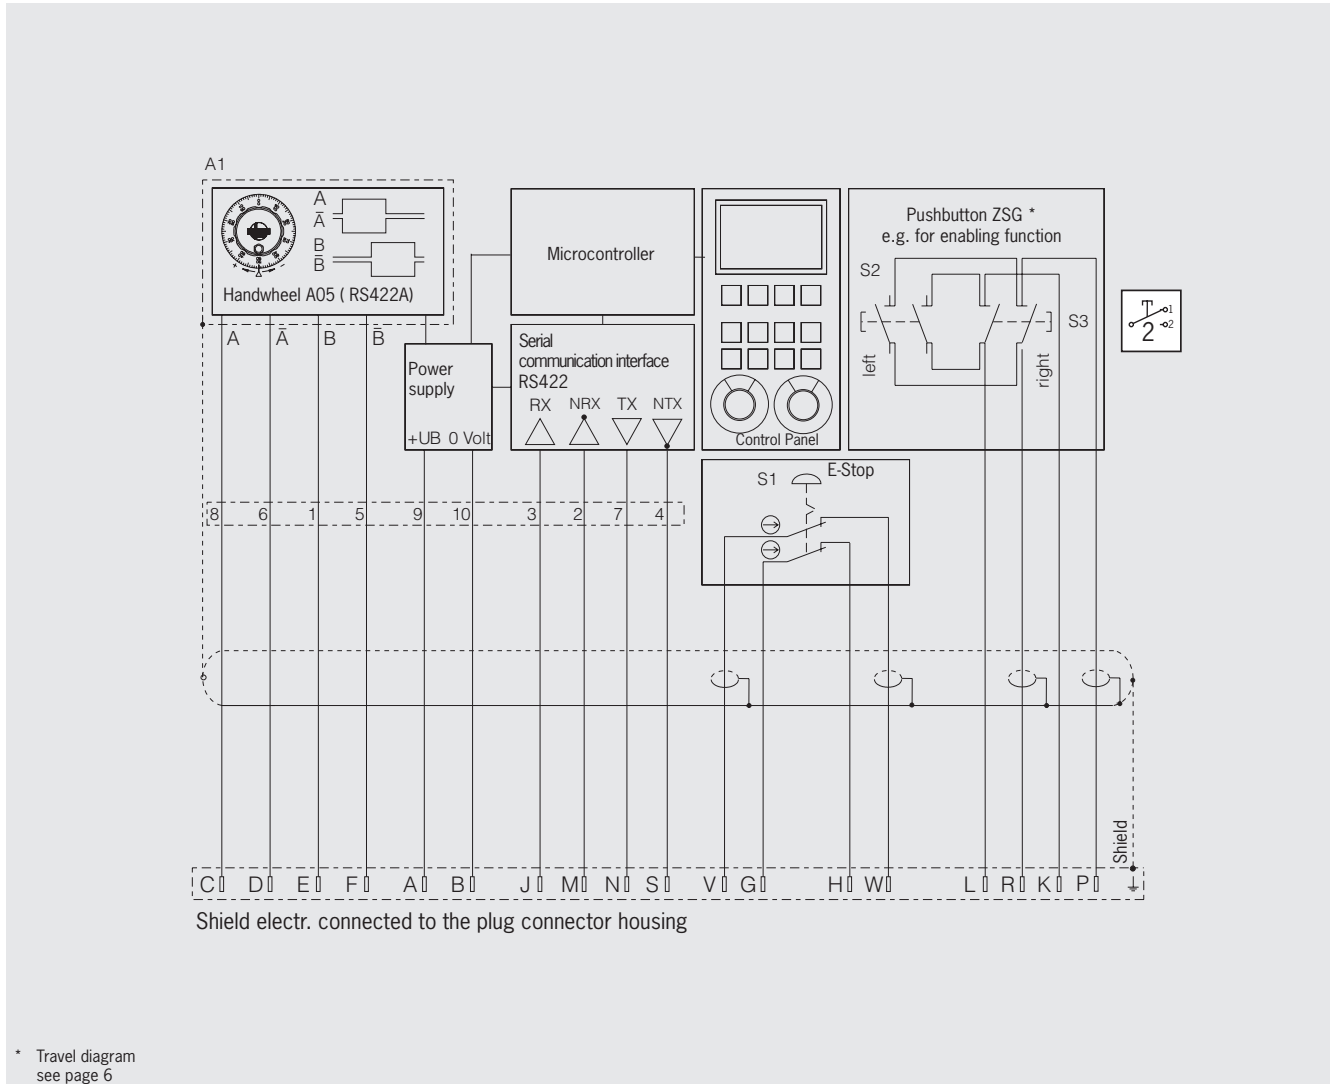 A1
A
A̅
B
B̅
Handwheel A05 ( RS422A)
A A̅ B B̅
Microcontroller
Power
supply
+UB 0 Volt
Serial
communication interface
RS422
RX NRX TX NTX
Control Panel
Pushbutton ZSG *
e.g. for enabling function
S2
S3
left
right
1
2
2
S1
E-Stop
8 6 1 5 9 10 3 2 7 4
Shield
C D E F A B J M N S V G H W L R K P
Shield electr. connected to the plug connector housing
* Travel diagram
see page 6